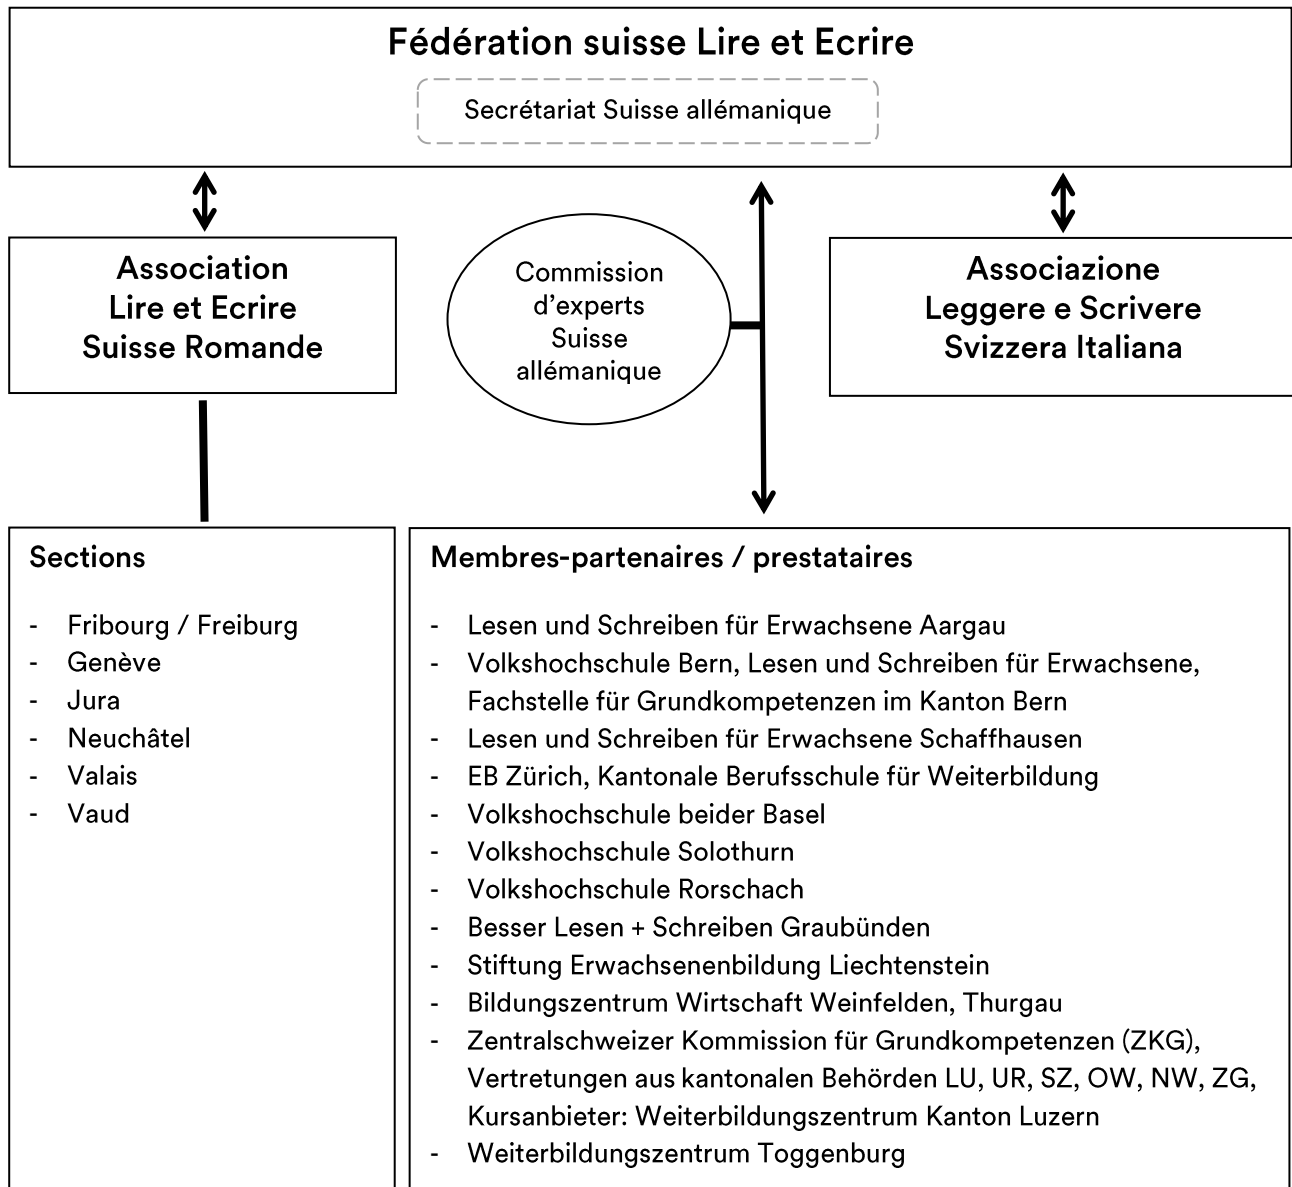 Fédération suisse Lire et Ecrire
Secrétariat Suisse allémanique
Association
Lire et Ecrire
Suisse Romande
Commission
d'experts
Suisse
allémanique
Associazione
Leggere e Scrivere
Svizzera Italiana
Sections
- Fribourg / Freiburg
- Genève
- Jura
- Neuchâtel
- Valais
- Vaud
Membres-partenaires / prestataires
- Lesen und Schreiben für Erwachsene Aargau
- Volkshochschule Bern, Lesen und Schreiben für Erwachsene,
Fachstelle für Grundkompetenzen im Kanton Bern
- Lesen und Schreiben für Erwachsene Schaffhausen
- EB Zürich, Kantonale Berufsschule für Weiterbildung
- Volkshochschule beider Basel
- Volkshochschule Solothurn
- Volkshochschule Rorschach
- Besser Lesen + Schreiben Graubünden
- Stiftung Erwachsenenbildung Liechtenstein
- Bildungszentrum Wirtschaft Weinfelden, Thurgau
- Zentralschweizer Kommission für Grundkompetenzen (ZKG),
Vertretungen aus kantonalen Behörden LU, UR, SZ, OW, NW, ZG,
Kursanbieter: Weiterbildungszentrum Kanton Luzern
- Weiterbildungszentrum Toggenburg